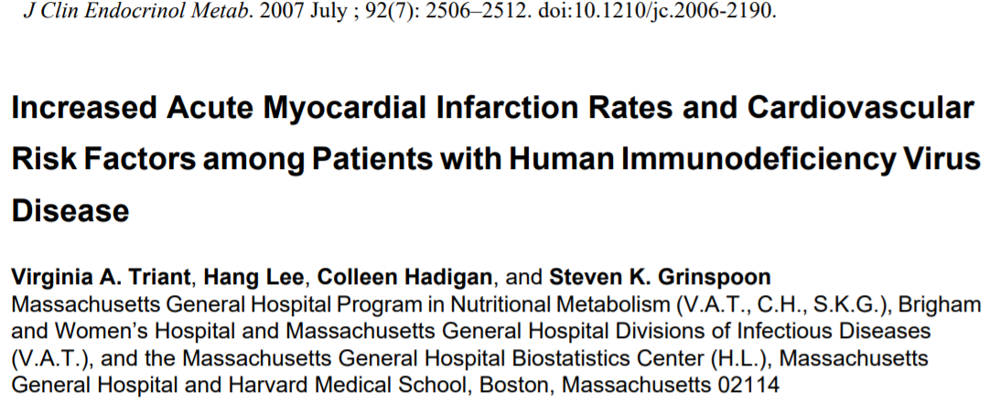 J Clin Endocrinol Metab. 2007 July ; 92(7): 2506–2512. doi:10.1210/jc.2006-2190.
Increased Acute Myocardial Infarction Rates and Cardiovascular
Risk Factors among Patients with Human Immunodeficiency Virus
Disease
Virginia A. Triant, Hang Lee, Colleen Hadigan, and Steven K. Grinspoon
Massachusetts General Hospital Program in Nutritional Metabolism (V.A.T., C.H., S.K.G.), Brigham
and Women’s Hospital and Massachusetts General Hospital Divisions of Infectious Diseases
(V.A.T.), and the Massachusetts General Hospital Biostatistics Center (H.L.), Massachusetts
General Hospital and Harvard Medical School, Boston, Massachusetts 02114